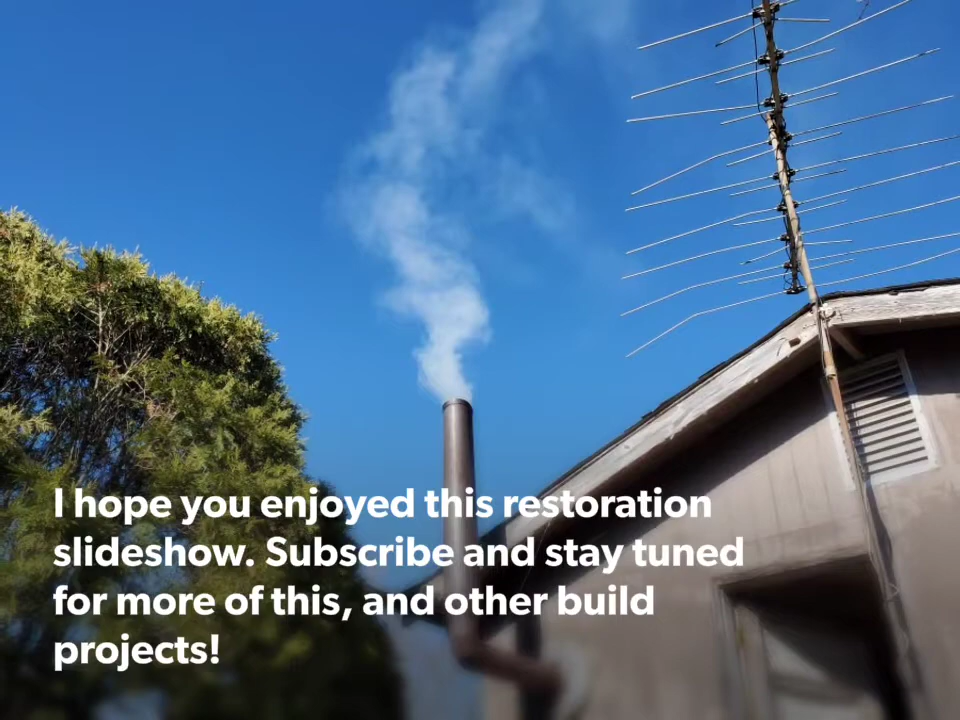 I hope you enjoyed this restoration
slideshow. Subscribe and stay tuned
for more of this, and other build
projects!